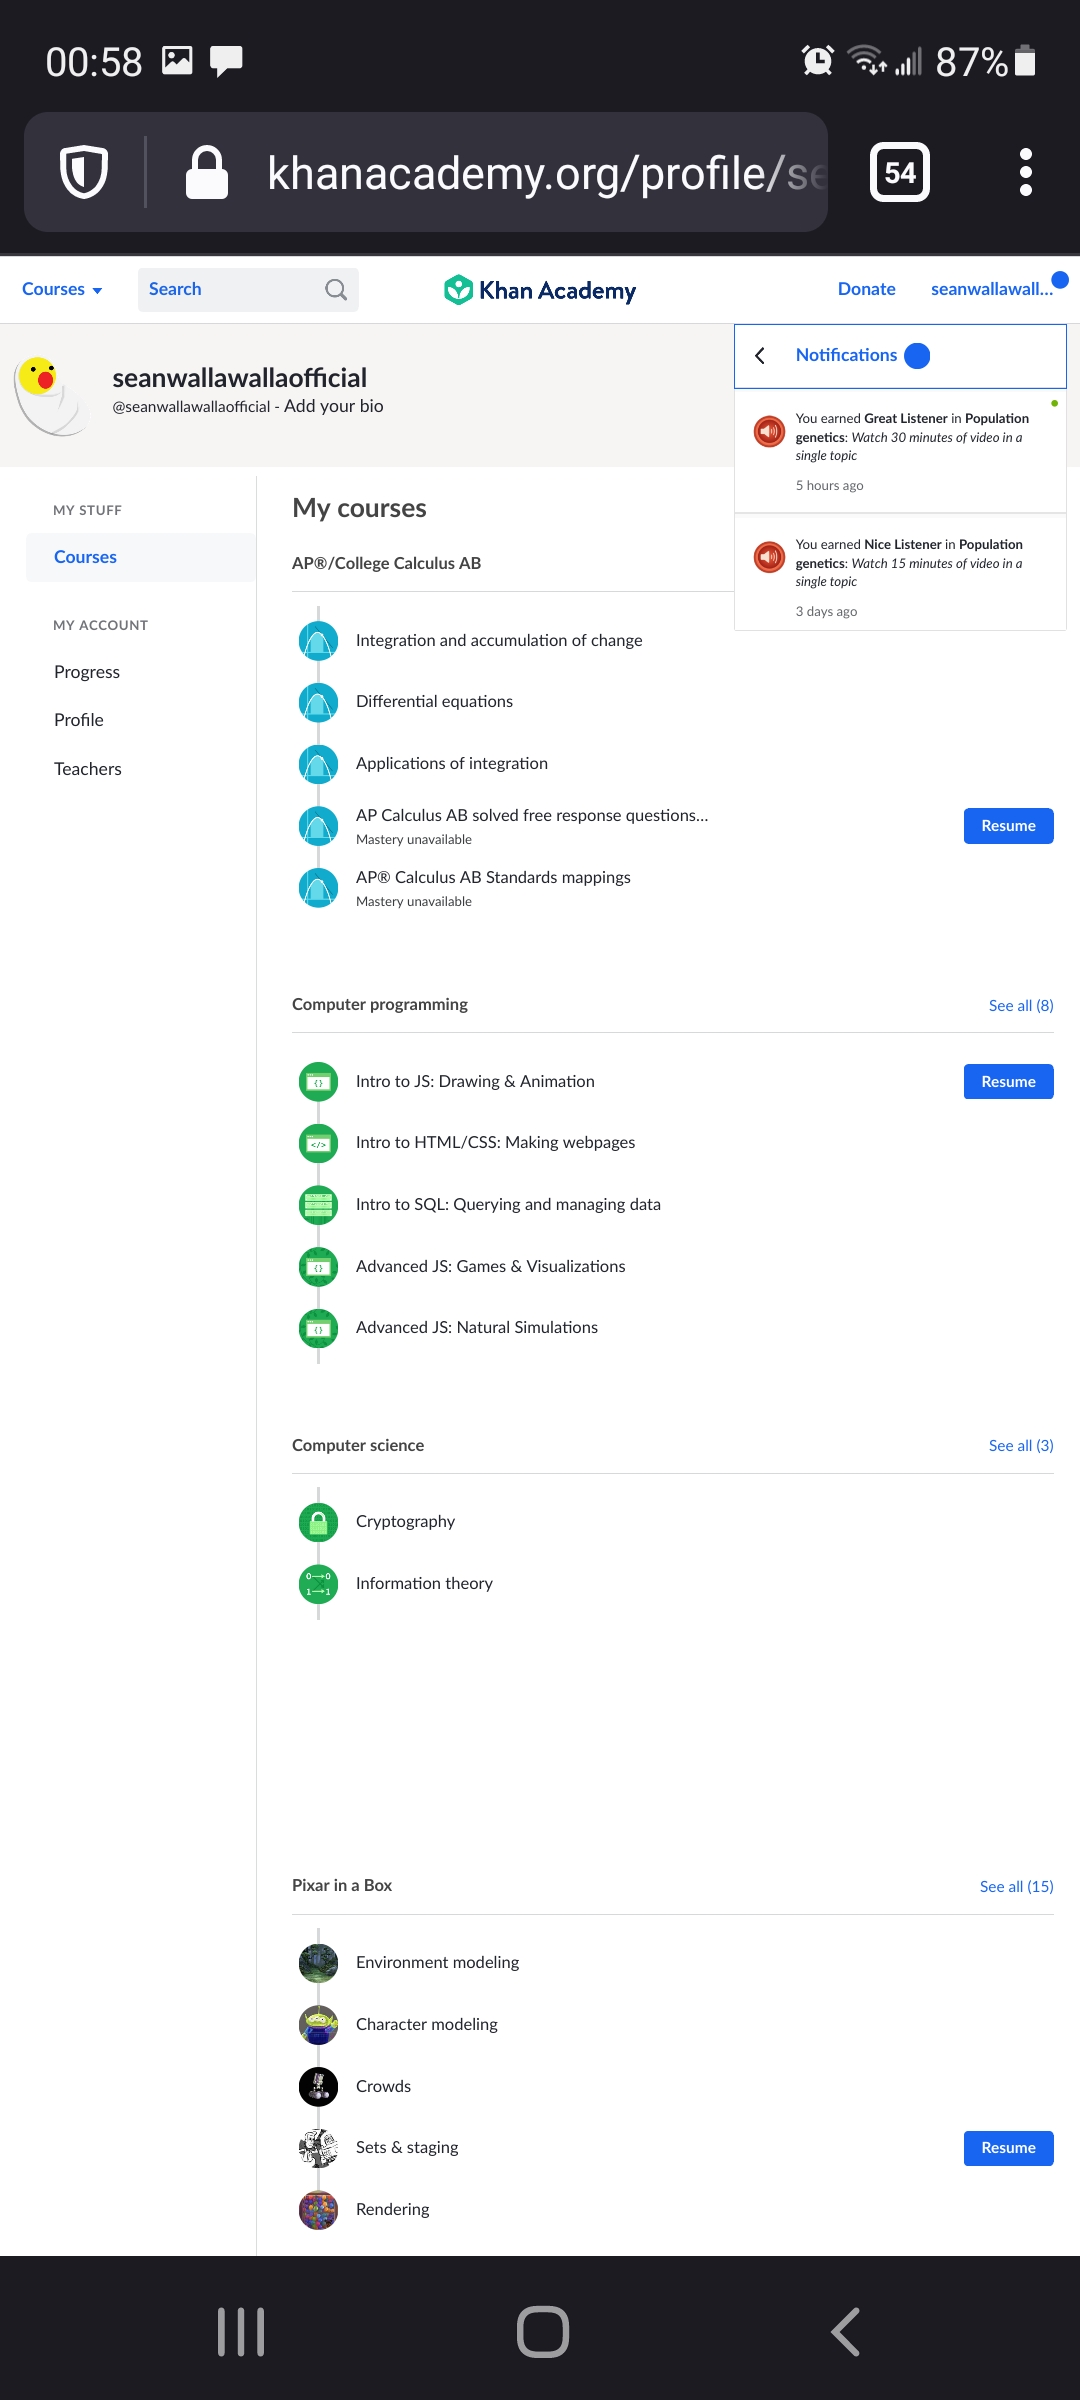 00:58
87%
khanacademy.org/profile/se
54
Courses
Search
Khan Academy
Donate
seanwallawall...
Notifications
seanwallawallaofficial
@seanwallawallaofficial - Add your bio
You earned Great Listener in Population
genetics: Watch 30 minutes of video in a
single topic
5 hours ago
You earned Nice Listener in Population
genetics: Watch 15 minutes of video in a
single topic
3 days ago
MY STUFF
Courses
MY ACCOUNT
Progress
Profile
Teachers
My courses
AP®/College Calculus AB
Integration and accumulation of change
Differential equations
Applications of integration
AP Calculus AB solved free response questions...
Mastery unavailable
Resume
AP® Calculus AB Standards mappings
Mastery unavailable
Computer programming
See all (8)
Intro to JS: Drawing & Animation
Resume
Intro to HTML/CSS: Making webpages
Intro to SQL: Querying and managing data
Advanced JS: Games & Visualizations
Advanced JS: Natural Simulations
Computer science
See all (3)
Cryptography
Information theory
Pixar in a Box
See all (15)
Environment modeling
Character modeling
Crowds
Sets & staging
Resume
Rendering